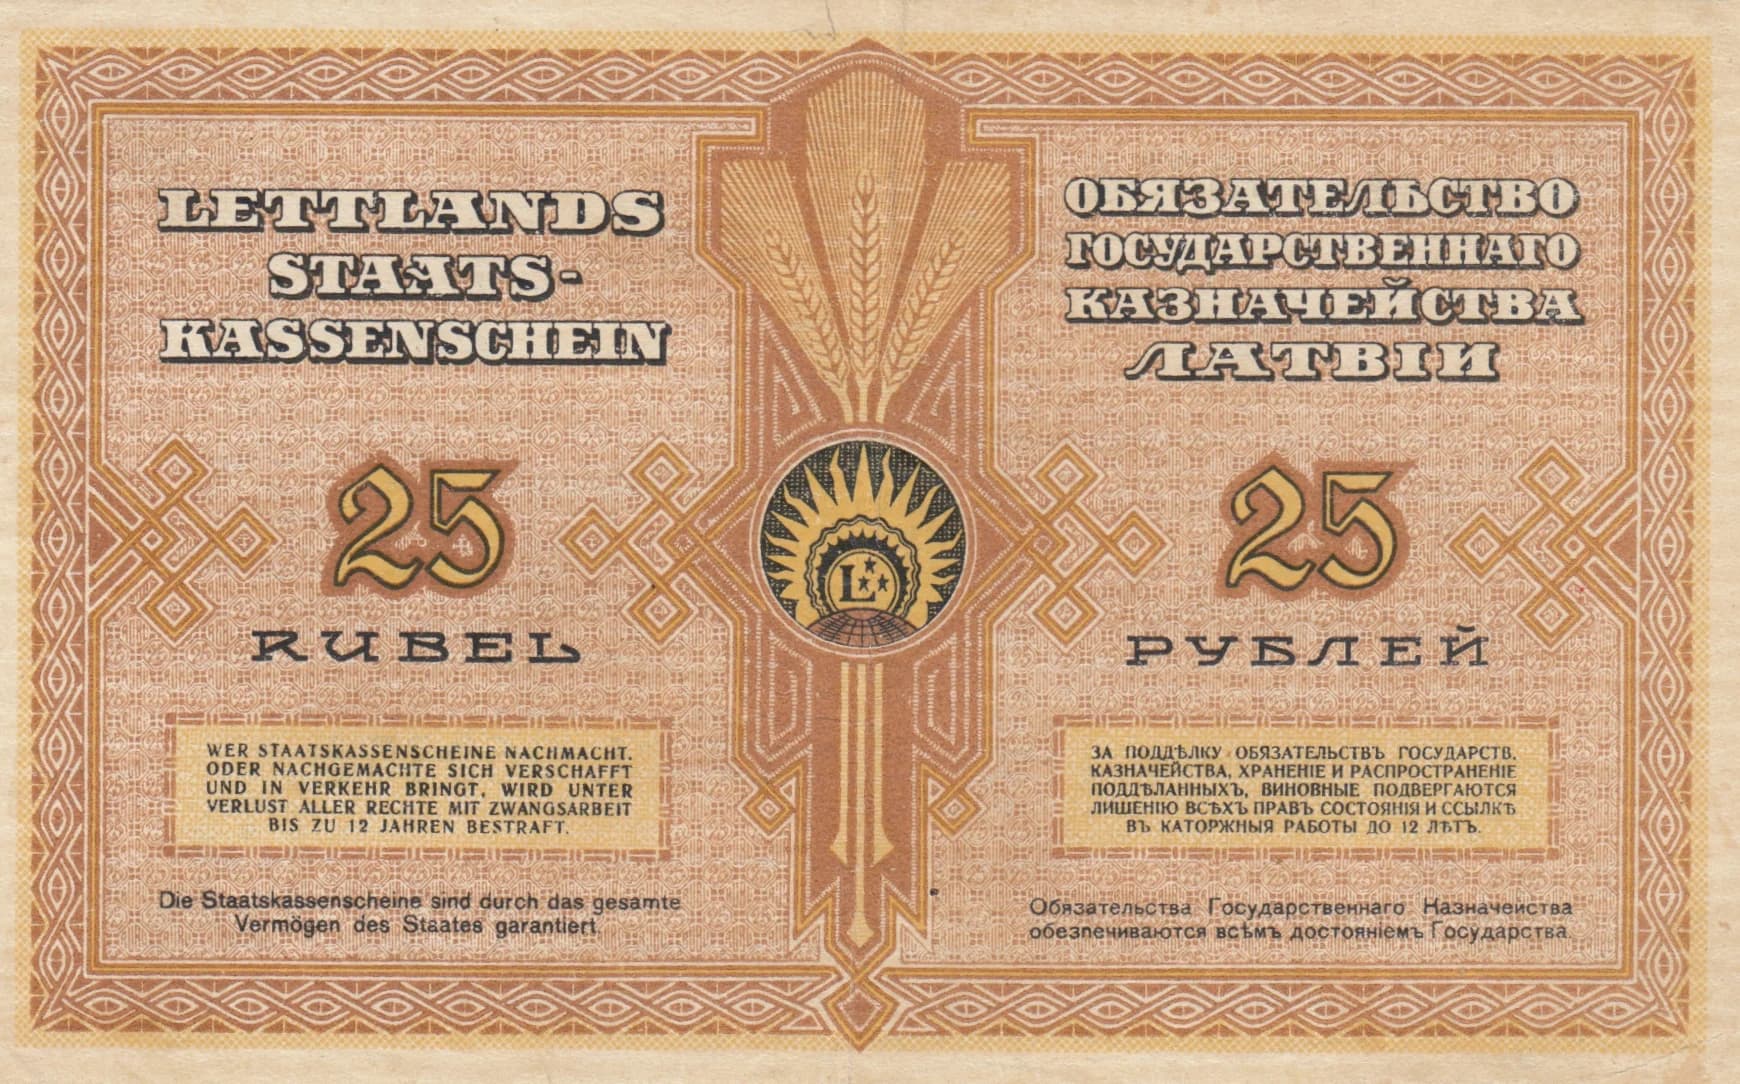 LETTLANDS
STAATS-
KASSENSCHEIN
25
RUBEL
WER STAATSKASSENSCHEINE NACHMACHT.
ODER NACHGEMACHTE SICH VERSCHAFFT
UND IN VERKEHR BRINGT, WIRD UNTER
VERLUST ALLER RECHTE MIT ZWANGSARBEIT
BIS ZU 12 JAHREN BESTRAFT.
Die Staatskassenscheine sind durch das gesamte
Vermögen des Staates garantiert.
L
ОБЯЗАТЕЛЬСТВО
ГОСУДАРСТВЕННАГО
КАЗНАЧЕЙСТВА
ЛАТВІИ
25
РУБЛЕЙ
ЗА ПОДДѢЛКУ ОБЯЗАТЕЛЬСТВЪ ГОСУДАРСТВ.
КАЗНАЧЕЙСТВА, ХРАНЕНІЕ И РАСПРОСТРАНЕНІЕ
ПОДДѢЛАННЫХЪ, ВИНОВНЫЕ ПОДВЕРГАЮТСЯ
ЛИШЕНІЮ ВСѢХЪ ПРАВЪ СОСТОЯНІЯ И ССЫЛКѢ
ВЪ КАТОРЖНЫЯ РАБОТЫ ДО 12 ЛѢТЪ.
Обязательства Государственнаго Казначейства
обезпечиваются всѣмъ достояніемъ Государства.